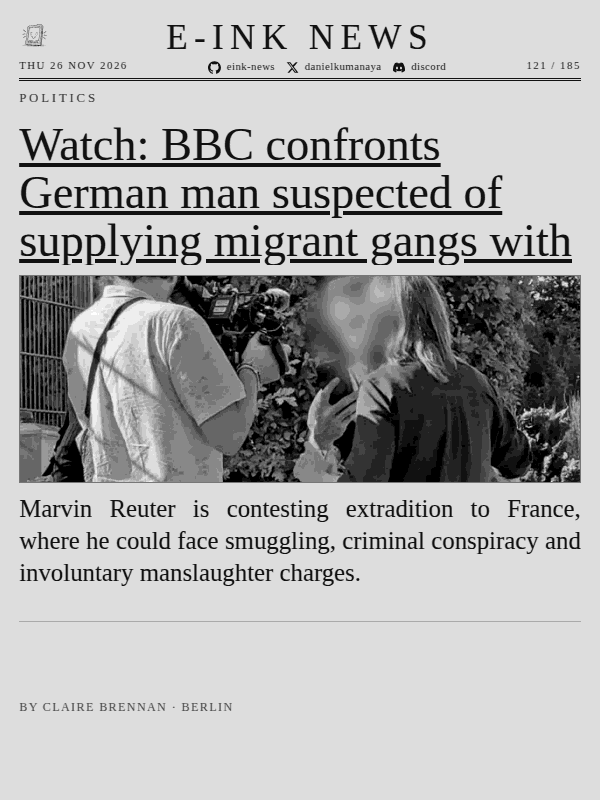 E-INK NEWS
THU 26 NOV 2026
eink-news danielkumanaya discord
121 / 185
POLITICS
Watch: BBC confronts
German man suspected of
supplying migrant gangs with
Marvin Reuter is contesting extradition to France,
where he could face smuggling, criminal conspiracy and
involuntary manslaughter charges.
BY CLAIRE BRENNAN · BERLIN